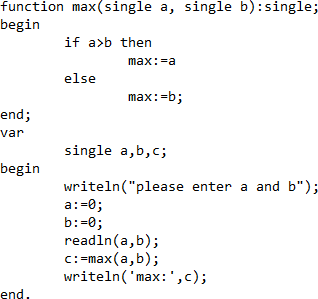 function max(single a, single b):single;
begin
        if a>b then
                max:=a
        else
                max:=b;
end;
var
        single a,b,c;
begin
        writeln("please enter a and b");
        a:=0;
        b:=0;
        readln(a,b);
        c:=max(a,b);
        writeln('max:',c);
end.